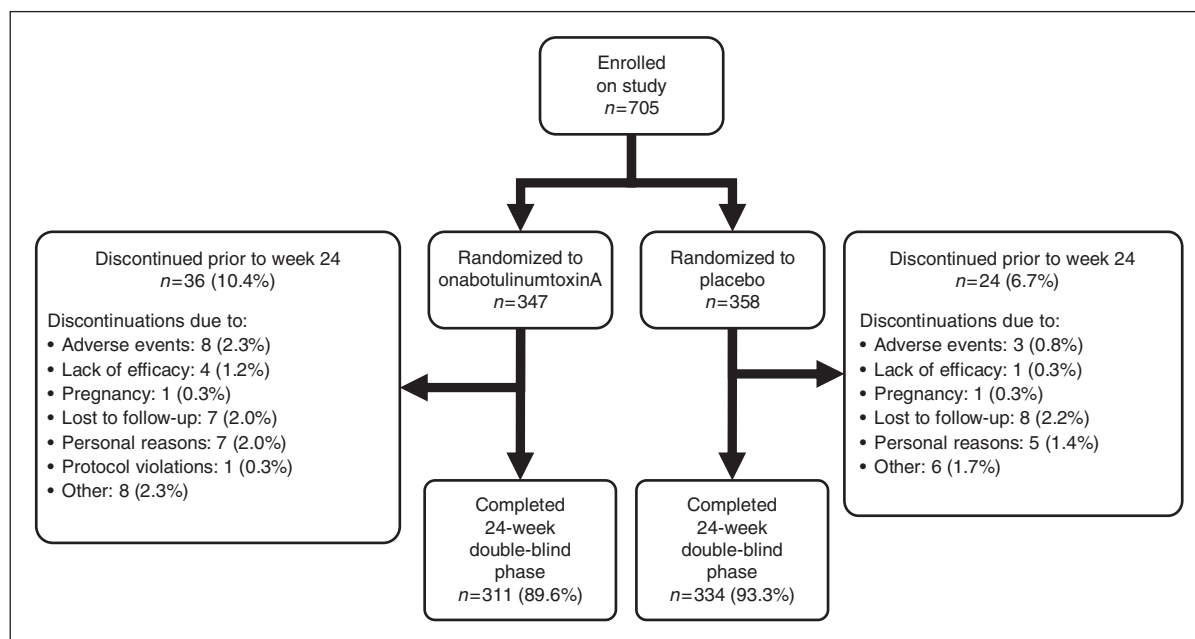 Enrolled
on study
n=705
Randomized to
onabotulinumtoxinA
n=347
Randomized to
placebo
n=358
Discontinued prior to week 24
n=36 (10.4%)
Discontinuations due to:
• Adverse events: 8 (2.3%)
• Lack of efficacy: 4 (1.2%)
• Pregnancy: 1 (0.3%)
• Lost to follow-up: 7 (2.0%)
• Personal reasons: 7 (2.0%)
• Protocol violations: 1 (0.3%)
• Other: 8 (2.3%)
Discontinued prior to week 24
n=24 (6.7%)
Discontinuations due to:
• Adverse events: 3 (0.8%)
• Lack of efficacy: 1 (0.3%)
• Pregnancy: 1 (0.3%)
• Lost to follow-up: 8 (2.2%)
• Personal reasons: 5 (1.4%)
• Other: 6 (1.7%)
Completed
24-week
double-blind
phase
n=311 (89.6%)
Completed
24-week
double-blind
phase
n=334 (93.3%)